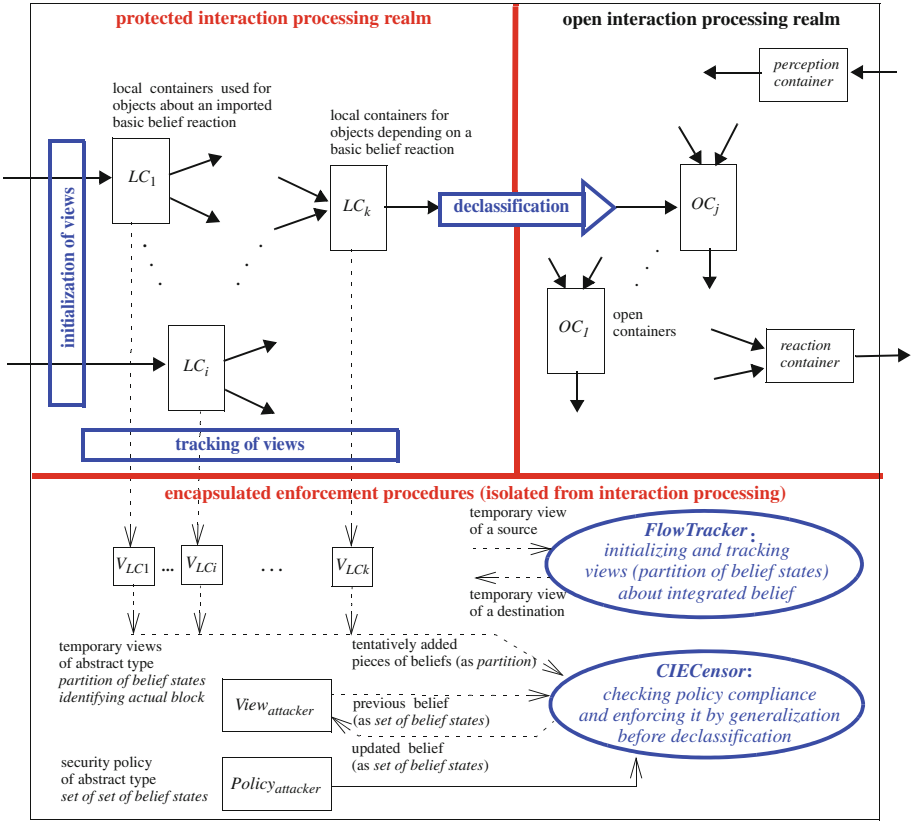 protected interaction processing realm
open interaction processing realm
perception
container
local containers used for
objects about an imported
basic belief reaction
local containers for
objects depending on a
basic belief reaction
initialization of views
LC1
LCk
declassification
OCj
OC1
open
containers
reaction
container
LCi
tracking of views
encapsulated enforcement procedures (isolated from interaction processing)
temporary view
of a source
FlowTracker :
initializing and tracking
views (partition of belief states)
about integrated belief
temporary view
of a destination
VLC1 ... VLCi ... VLCk
temporary views
of abstract type
partition of belief states
identifying actual block
tentatively added
pieces of beliefs (as partition)
CIECensor:
checking policy compliance
and enforcing it by generalization
before declassification
Viewattacker
previous belief
(as set of belief states)
updated belief
(as set of belief states)
security policy
of abstract type
set of set of belief states
Policyattacker